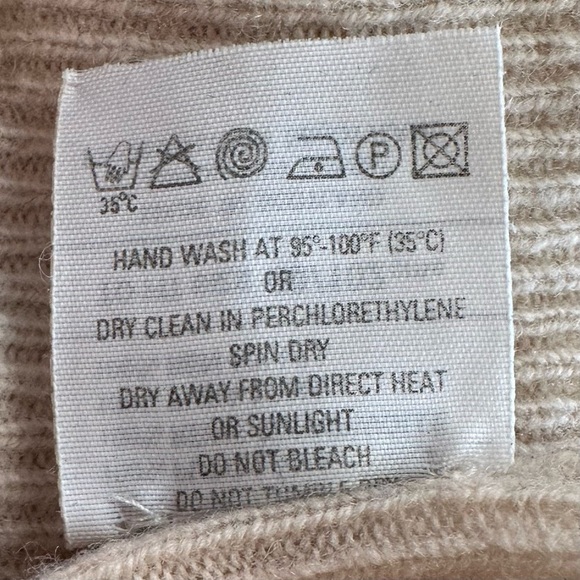 P
35°C
HAND WASH AT 95°-100°F (35°C)
OR
DRY CLEAN IN PERCHLORETHYLENE
SPIN DRY
DRY AWAY FROM DIRECT HEAT
OR SUNLIGHT
DO NOT BLEACH
DO NOT TUMBLE DRY